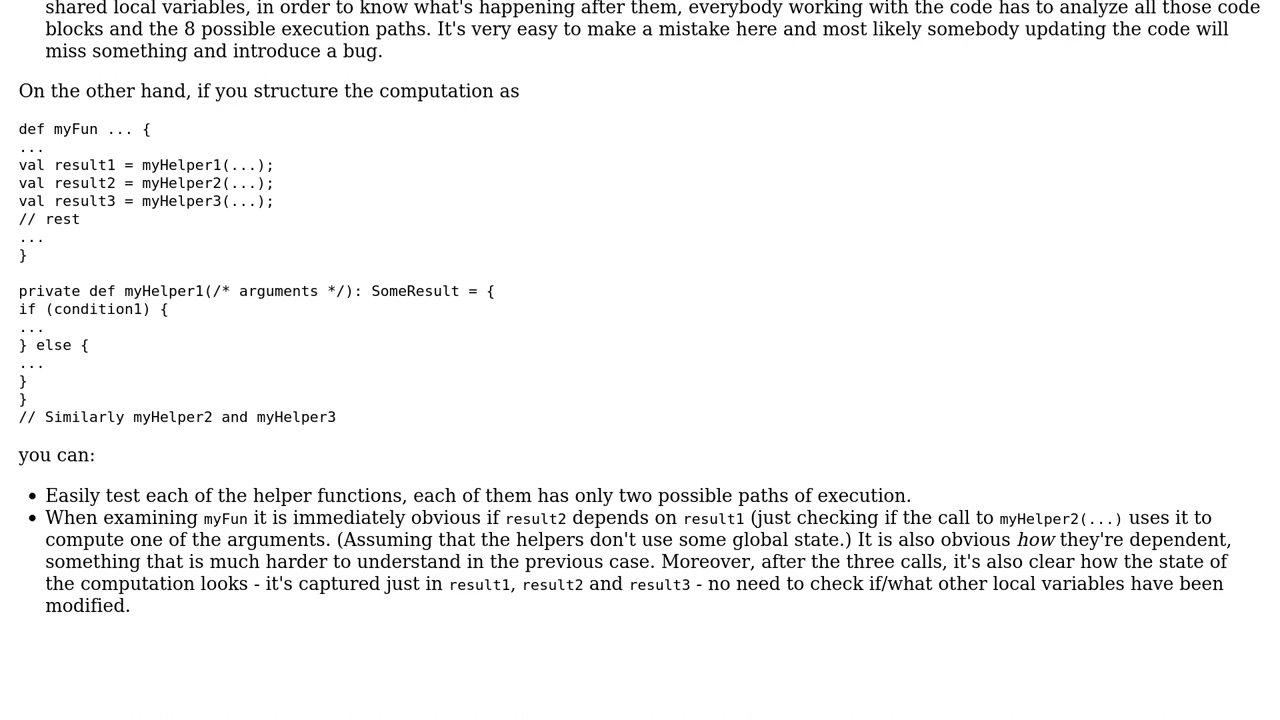 shared local variables, in order to know what's happening after them, everybody working with the code has to analyze all those code
blocks and the 8 possible execution paths. It's very easy to make a mistake here and most likely somebody updating the code will
miss something and introduce a bug.
On the other hand, if you structure the computation as
def myFun ... {
...
val result1 = myHelper1(...);
val result2 = myHelper2(...);
val result3 = myHelper3(...);
// rest
...
}
private def myHelper1(/* arguments */): SomeResult = {
if (condition1) {
...
} else {
...
}
}
// Similarly myHelper2 and myHelper3
you can:
• Easily test each of the helper functions, each of them has only two possible paths of execution.
• When examining myFun it is immediately obvious if result2 depends on result1 (just checking if the call to myHelper2(...) uses it to
compute one of the arguments. (Assuming that the helpers don't use some global state.) It is also obvious how they're dependent,
something that is much harder to understand in the previous case. Moreover, after the three calls, it's also clear how the state of
the computation looks - it's captured just in result1, result2 and result3 - no need to check if/what other local variables have been
modified.